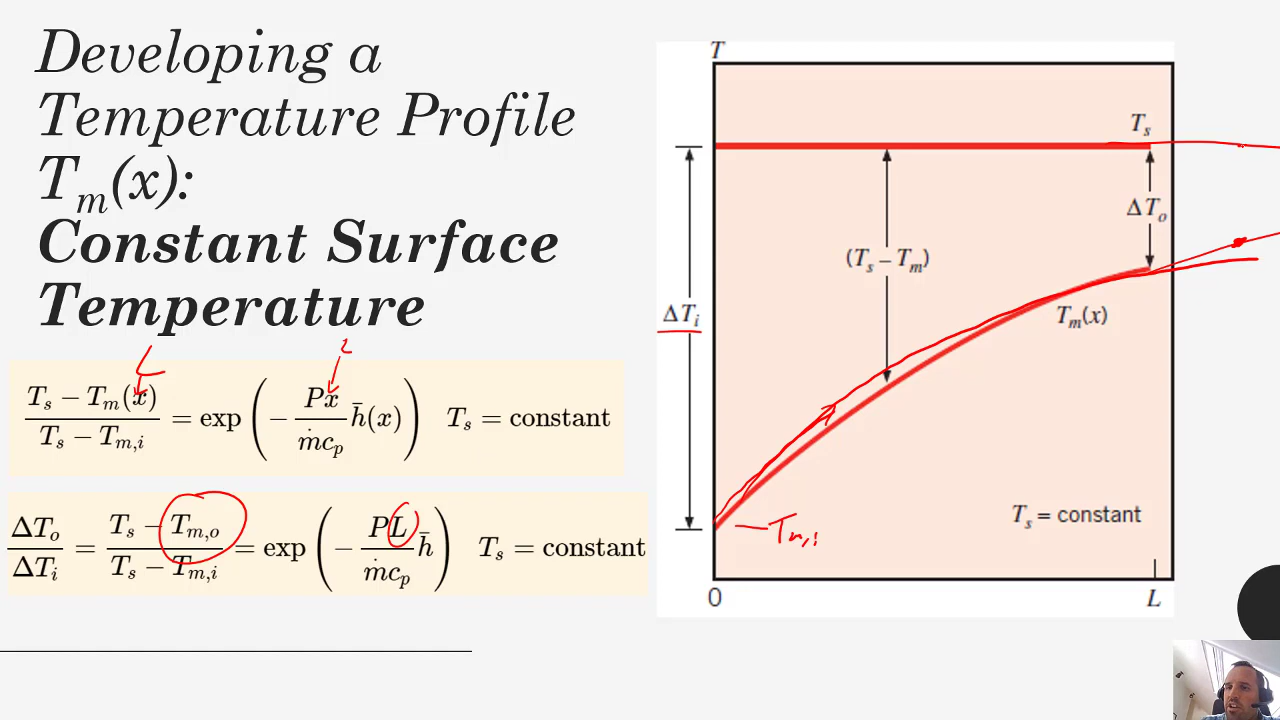 Developing a
Temperature Profile
Tₘ(x):
Constant Surface
Temperature
L
(Tₛ − Tₘ(x)) / (Tₛ − Tₘ,ᵢ) = exp(− (Px / ṁcₚ) h̄(x)) Tₛ = constant
ΔTₒ / ΔTᵢ = (Tₛ − Tₘ,ₒ) / (Tₛ − Tₘ,ᵢ) = exp(− (PL / ṁcₚ) h̄) Tₛ = constant
T
Tₛ
ΔTₒ
(Tₛ − Tₘ)
ΔTᵢ
Tₘ(x)
Tₘ,ᵢ
Tₛ = constant
0
L